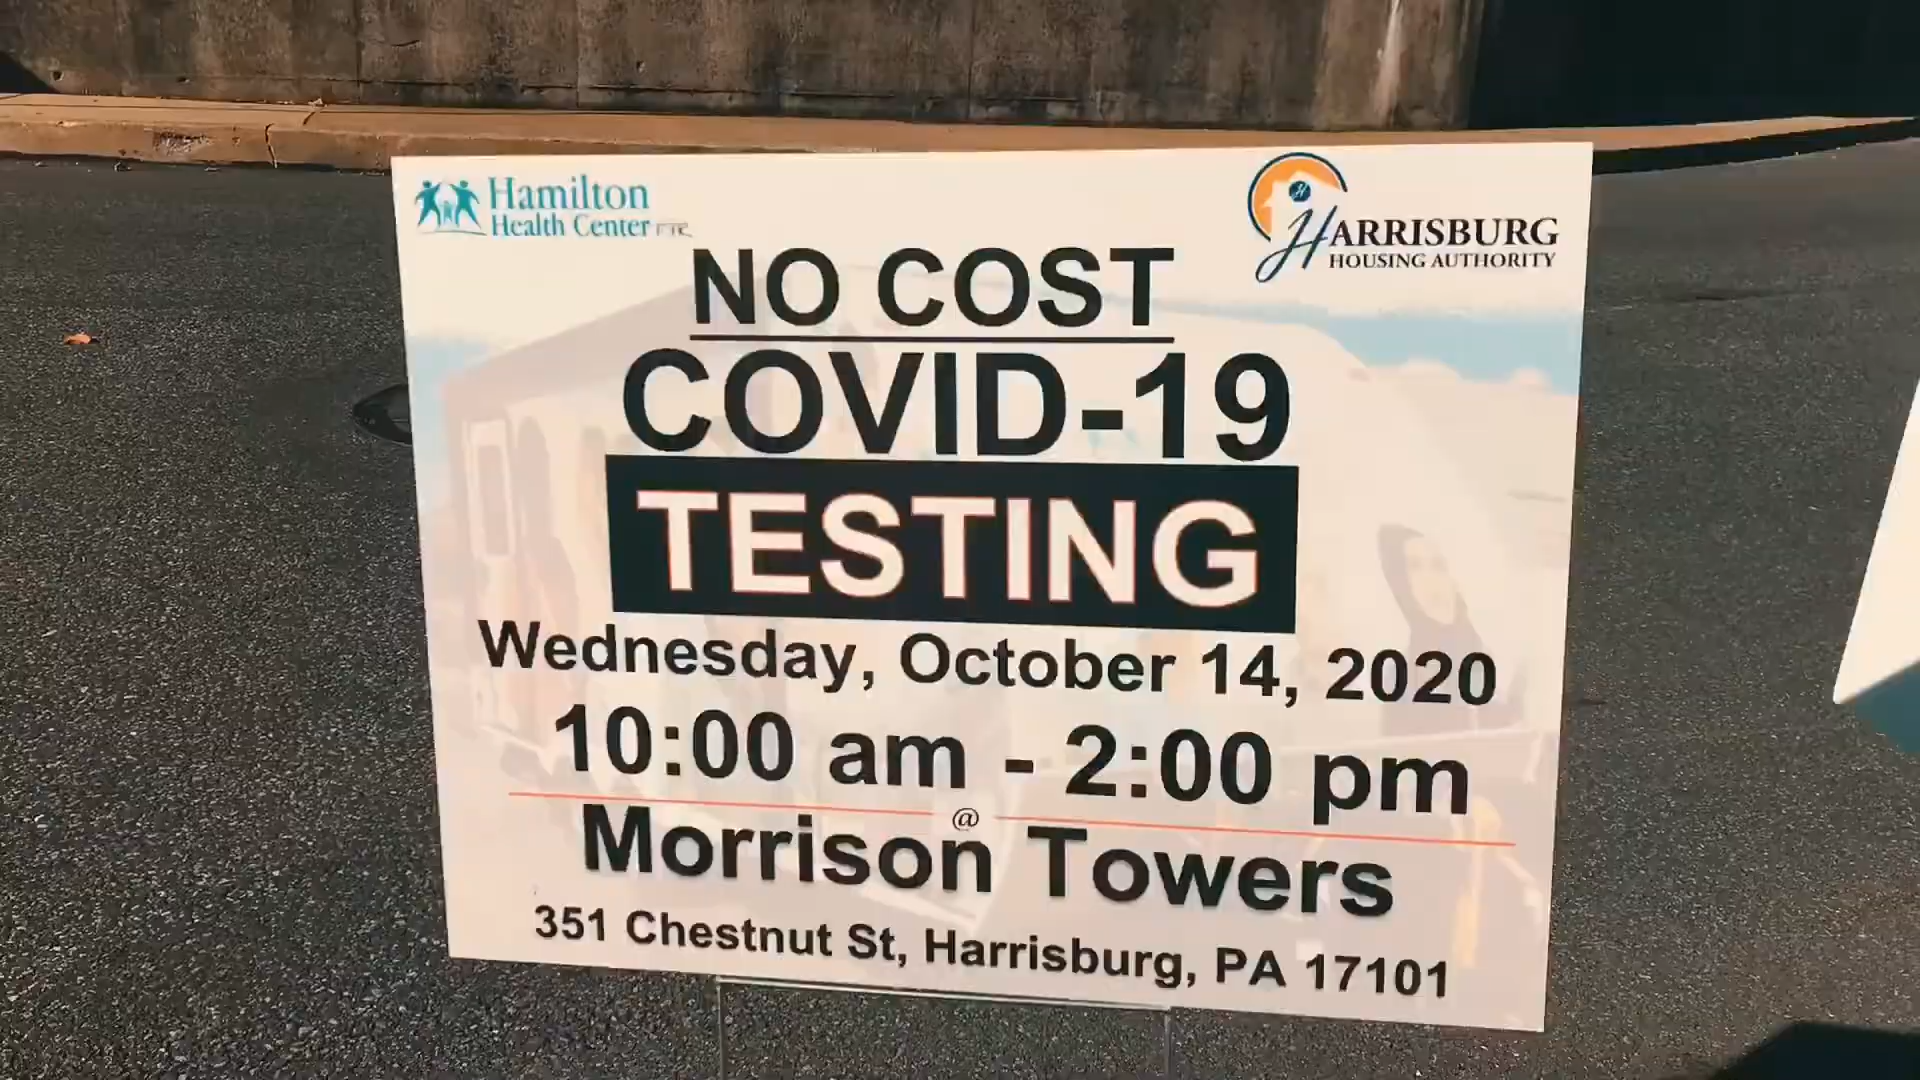 Hamilton
Health Center
HARRISBURG
HOUSING AUTHORITY
NO COST
COVID-19
TESTING
Wednesday, October 14, 2020
10:00 am - 2:00 pm
@
Morrison Towers
351 Chestnut St, Harrisburg, PA 17101